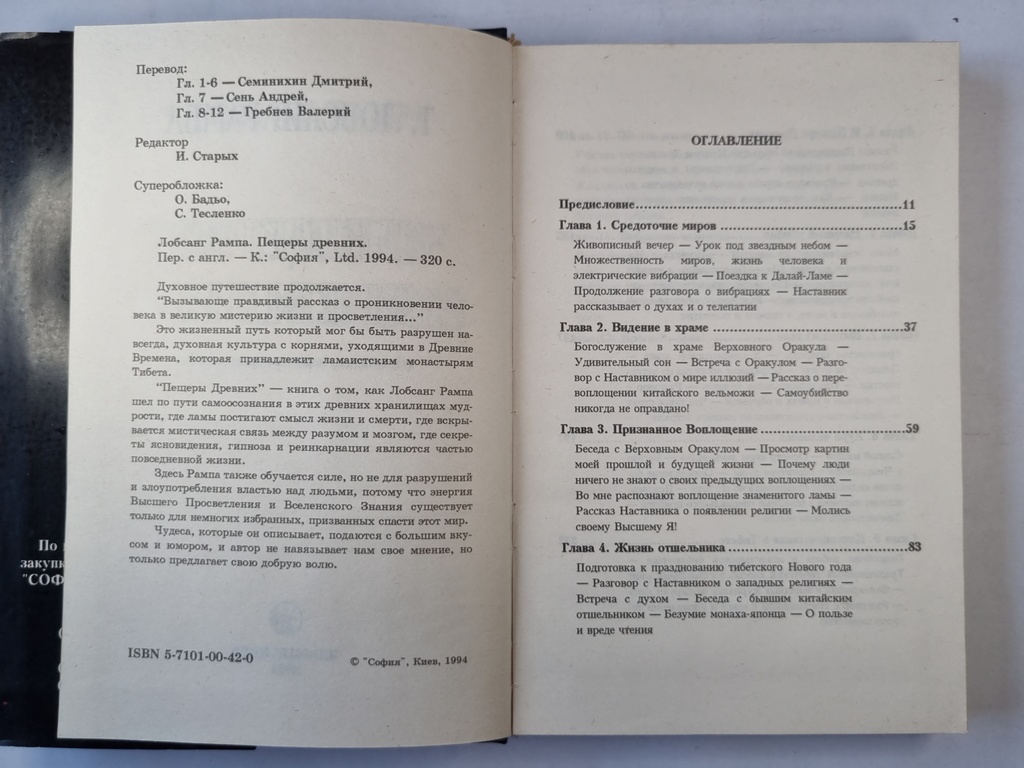 Перевод:
Гл. 1-6 — Семинихин Дмитрий,
Гл. 7 — Сень Андрей,
Гл. 8-12 — Гребнев Валерий
Редактор
И. Старых
Суперобложка:
О. Бадьо,
С. Тесленко
Лобсанг Рампа. Пещеры древних.
Пер. с англ. — К.: "София", Ltd. 1994. — 320 с.
Духовное путешествие продолжается.
"Вызывающе правдивый рассказ о проникновении чело-
века в великую мистерию жизни и просветления..."
Это жизненный путь который мог бы быть разрушен на-
всегда, духовная культура с корнями, уходящими в Древние
Времена, которая принадлежит ламаистским монастырям
Тибета.
"Пещеры Древних" — книга о том, как Лобсанг Рампа
шел по пути самоосознания в этих древних хранилищах муд-
рости, где ламы постигают смысл жизни и смерти, где вскры-
вается мистическая связь между разумом и мозгом, где секре-
ты ясновидения, гипноза и реинкарнации являются частью
повседневной жизни.
Здесь Рампа также обучается силе, но не для разрушений
и злоупотребления властью над людьми, потому что энергия
Высшего Просветления и Вселенского Знания существует
только для немногих избранных, призванных спасти этот мир.
Чудеса, которые он описывает, подаются с большим вку-
сом и юмором, и автор не навязывает нам свое мнение, но
только предлагает свою добрую волю.
ISBN 5-7101-00-42-0
© "София", Киев, 1994
По
закупк
"СОФ
ОГЛАВЛЕНИЕ
Предисловие...11
Глава 1. Средоточие миров ...15
Живописный вечер — Урок под звездным небом —
Множественность миров, жизнь человека и
электрические вибрации — Поездка к Далай-Ламе —
Продолжение разговора о вибрациях — Наставник
рассказывает о духах и о телепатии
Глава 2. Видение в храме ...37
Богослужение в храме Верховного Оракула —
Удивительный сон — Встреча с Оракулом — Разго-
вор с Наставником о мире иллюзий — Рассказ о пере-
воплощении китайского вельможи — Самоубийство
никогда не оправдано!
Глава 3. Признанное Воплощение...59
Беседа с Верховным Оракулом — Просмотр картин
моей прошлой и будущей жизни — Почему люди
ничего не знают о своих предыдущих воплощениях —
Во мне распознают воплощение знаменитого ламы —
Рассказ Наставника о появлении религии — Молись
своему Высшему Я!
Глава 4. Жизнь отшельника...83
Подготовка к празднованию тибетского Нового года
— Разговор с Наставником о западных религиях —
Встреча с духом — Беседа с бывшим китайским
отшельником — Безумие монаха-японца — О пользе
и вреде чтения